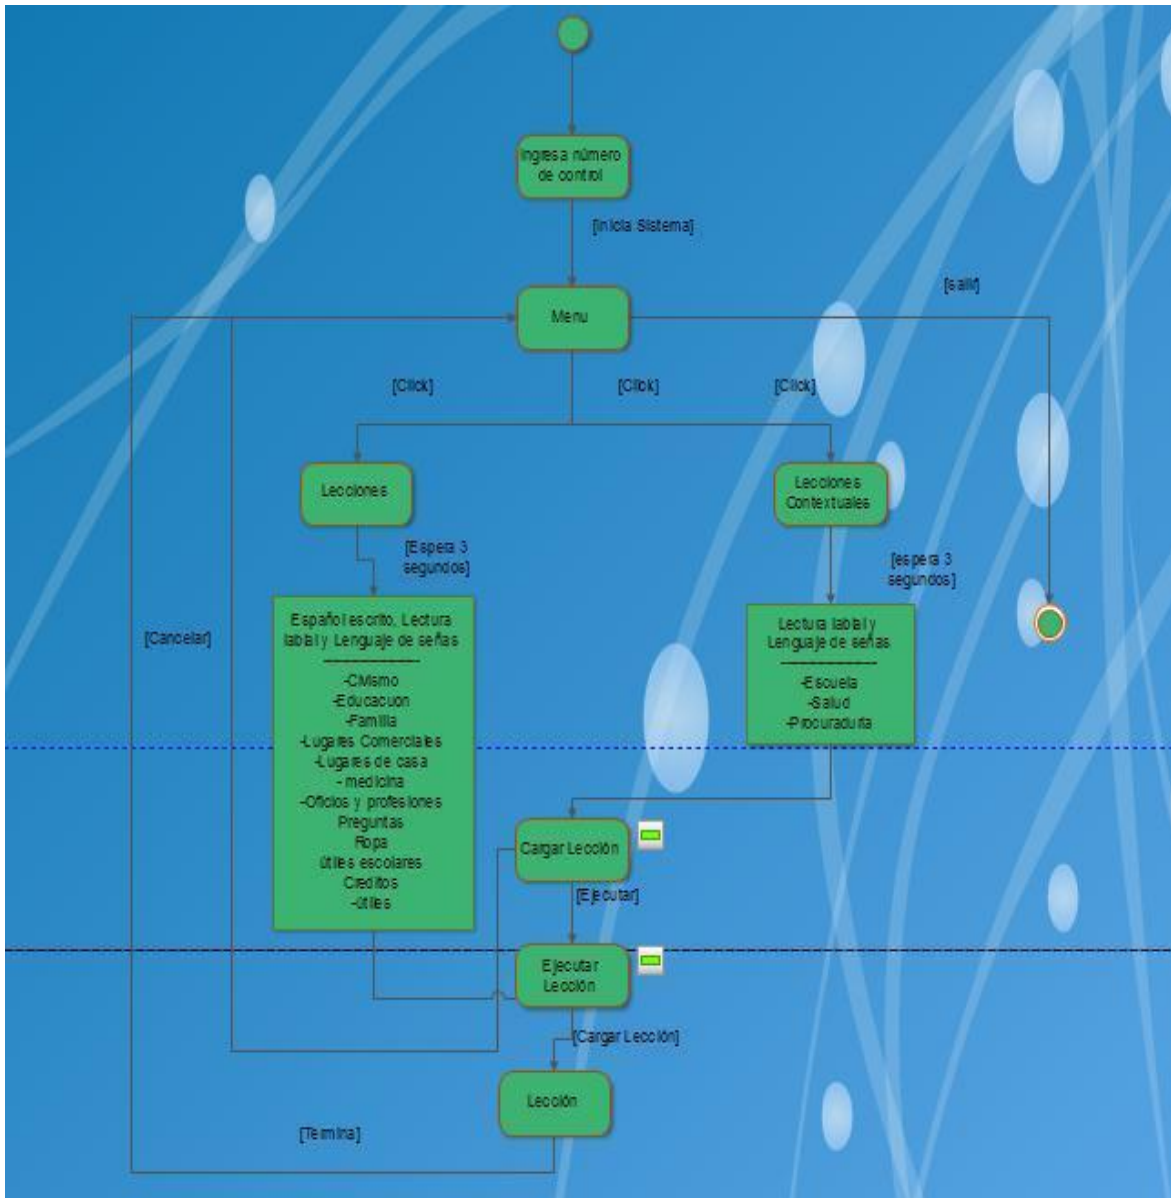 Ingresa número
de control
[Inicia Sistema]
[salir]
Menu
[Click]
[Click]
[Click]
Lecciones
Lecciones
Contextuales
[Espera 3
segundos]
[espera 3
segundos]
[Cancelar]
Español escrito, Lectura
labial y Lenguaje de señas
--------------------
-Civismo
-Educacuón
-Familia
-Lugares Comerciales
-Lugares de casa
- medicina
-Oficios y profesiones
Preguntas
Ropa
útiles escolares
Creditos
-útiles
Lectura labial y
Lenguaje de señas
--------------------
-Escuela
-Salud
-Procuraduría
Cargar Lección
[Ejecutar]
Ejecutar
Lección
[Cargar Lección]
Lección
[Termina]